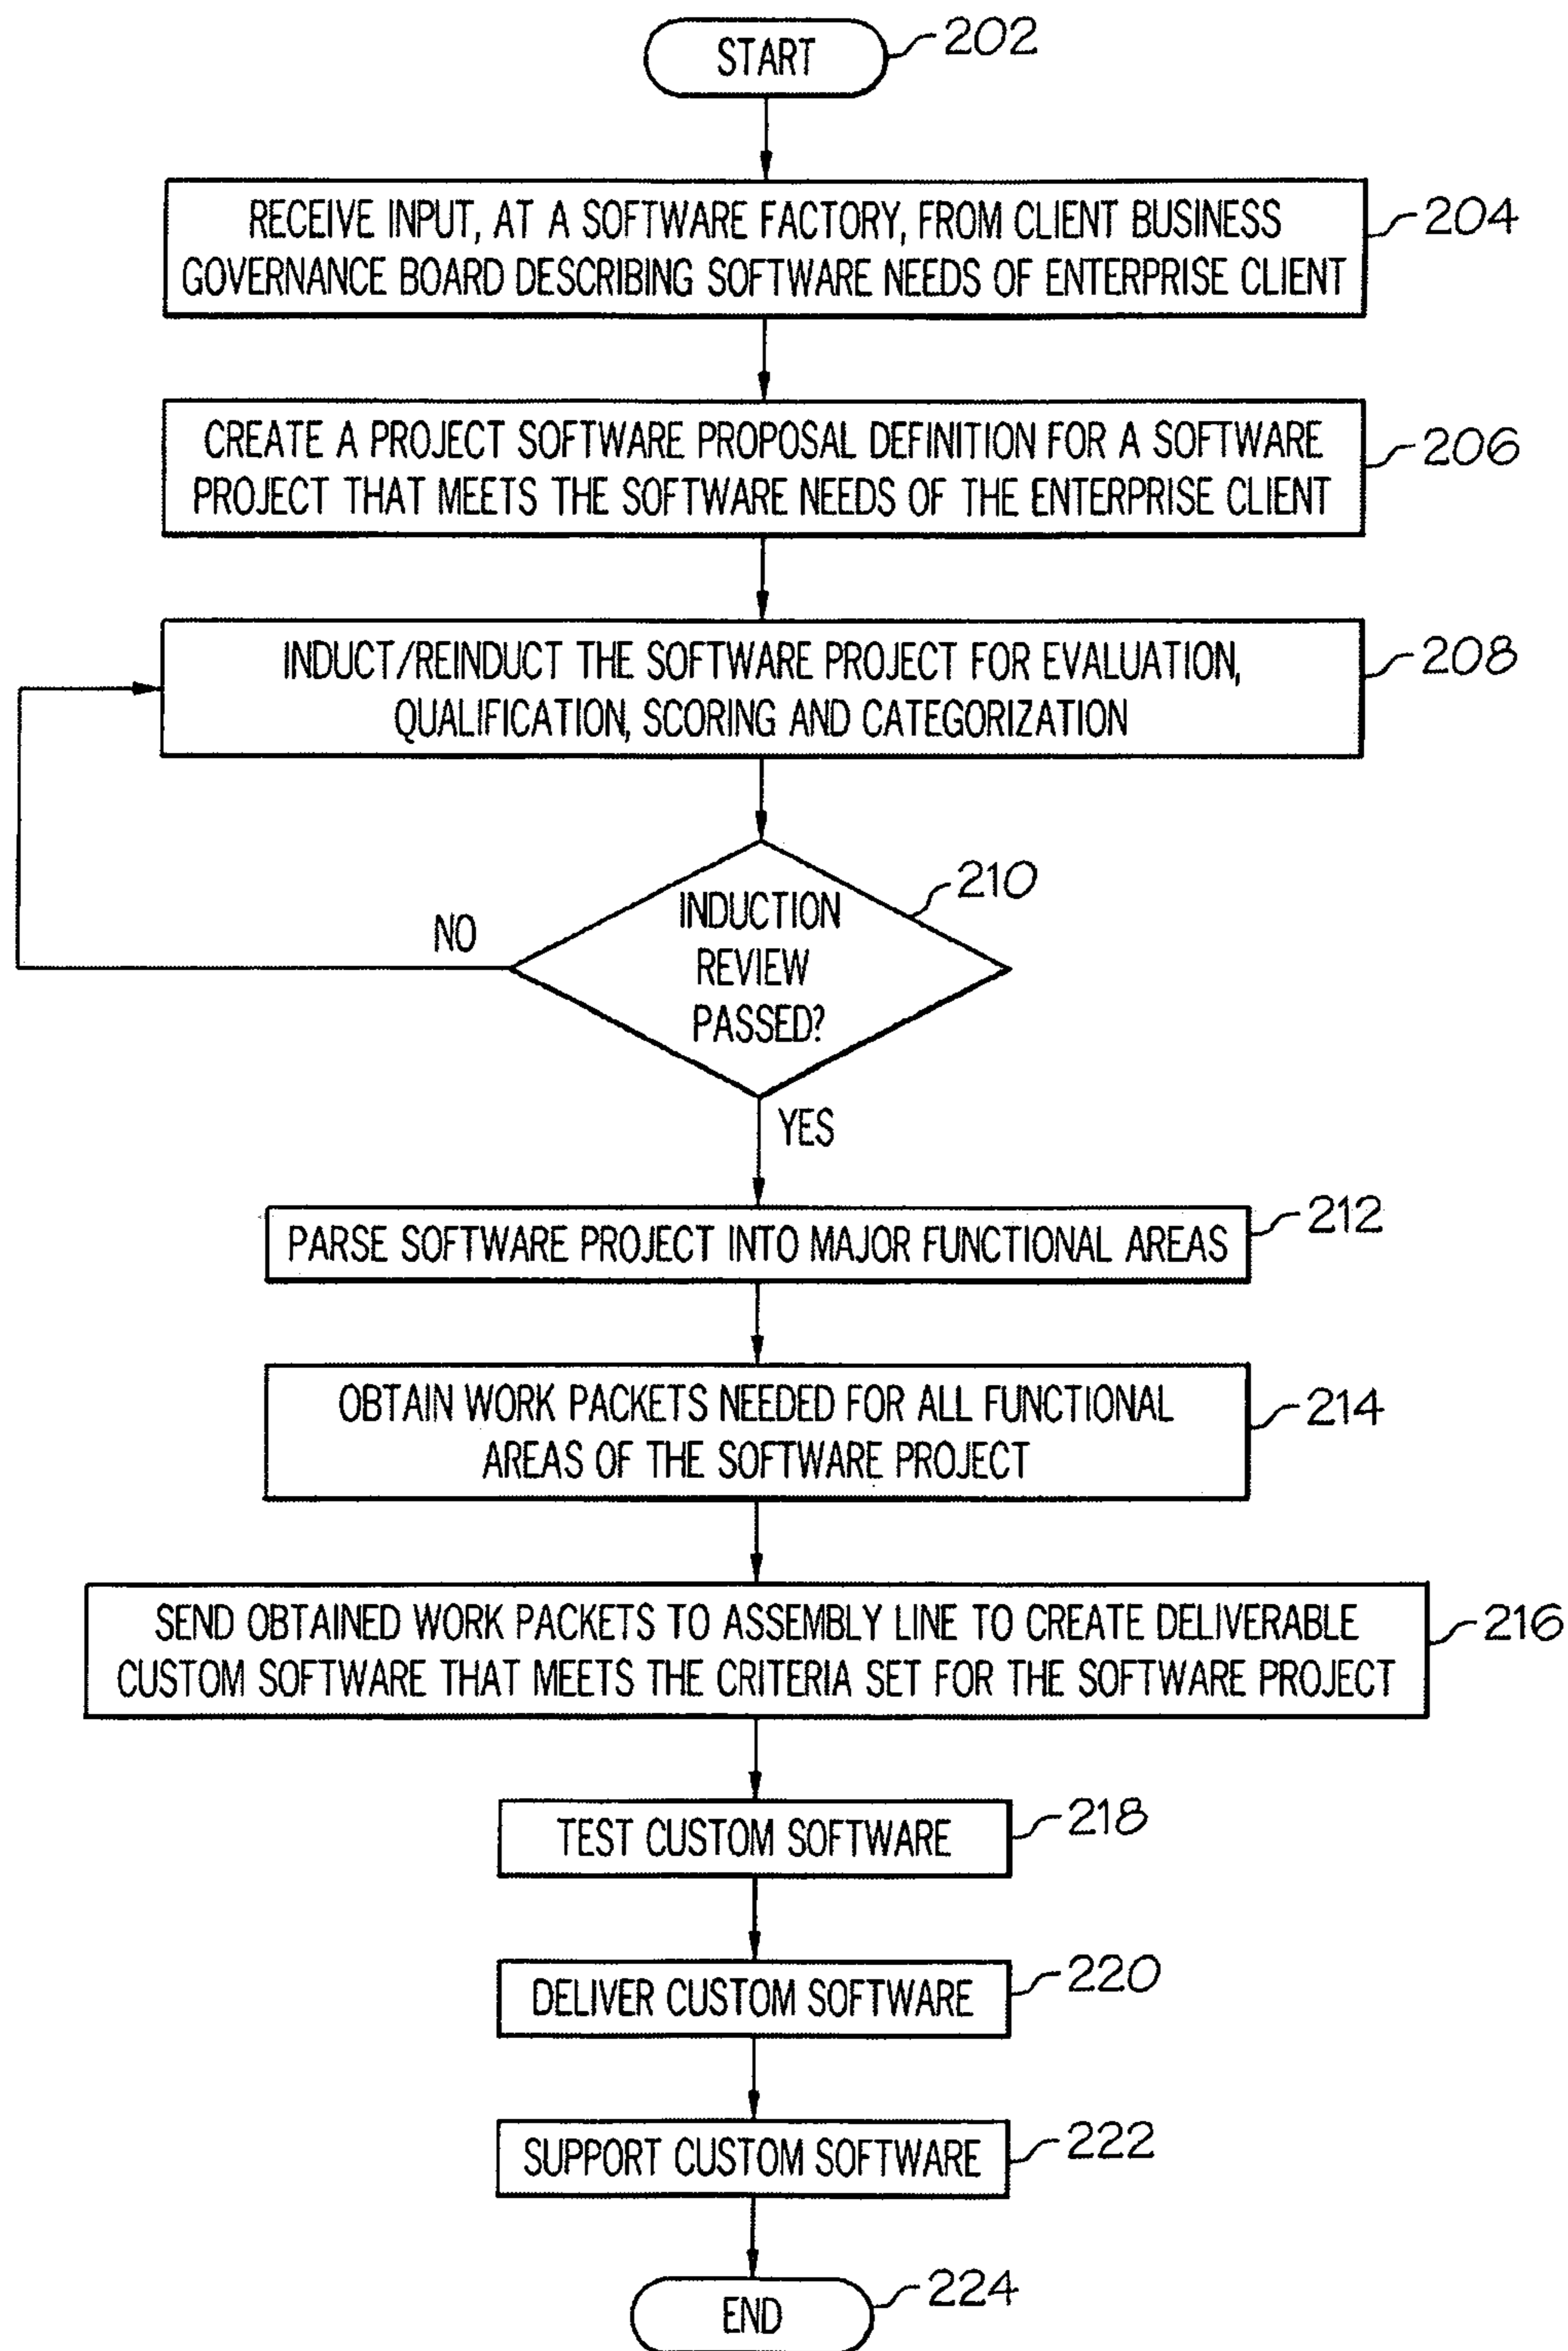 START
202
RECEIVE INPUT, AT A SOFTWARE FACTORY, FROM CLIENT BUSINESS
GOVERNANCE BOARD DESCRIBING SOFTWARE NEEDS OF ENTERPRISE CLIENT
204
CREATE A PROJECT SOFTWARE PROPOSAL DEFINITION FOR A SOFTWARE
PROJECT THAT MEETS THE SOFTWARE NEEDS OF THE ENTERPRISE CLIENT
206
INDUCT/REINDUCT THE SOFTWARE PROJECT FOR EVALUATION,
QUALIFICATION, SCORING AND CATEGORIZATION
208
INDUCTION
REVIEW
PASSED?
210
NO
YES
PARSE SOFTWARE PROJECT INTO MAJOR FUNCTIONAL AREAS
212
OBTAIN WORK PACKETS NEEDED FOR ALL FUNCTIONAL
AREAS OF THE SOFTWARE PROJECT
214
SEND OBTAINED WORK PACKETS TO ASSEMBLY LINE TO CREATE DELIVERABLE
CUSTOM SOFTWARE THAT MEETS THE CRITERIA SET FOR THE SOFTWARE PROJECT
216
TEST CUSTOM SOFTWARE
218
DELIVER CUSTOM SOFTWARE
220
SUPPORT CUSTOM SOFTWARE
222
END
224